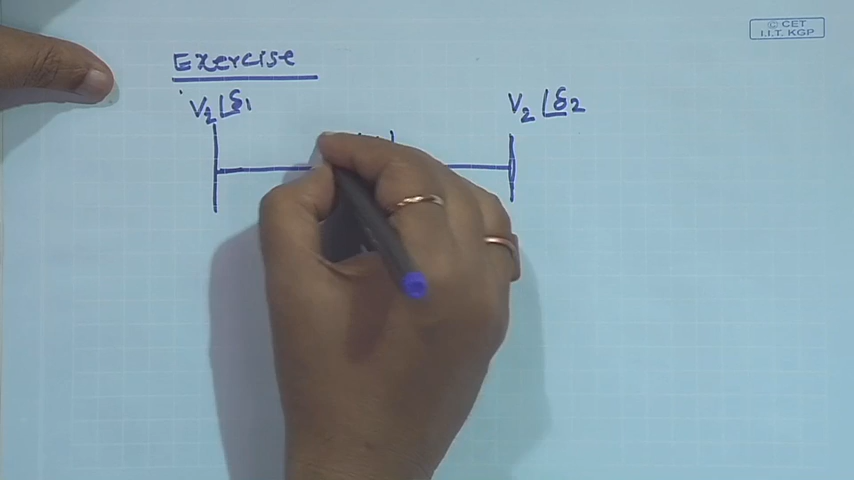 Exercise
V₂∠δ₁
V₂∠δ₂
© CET
I.I.T. KGP